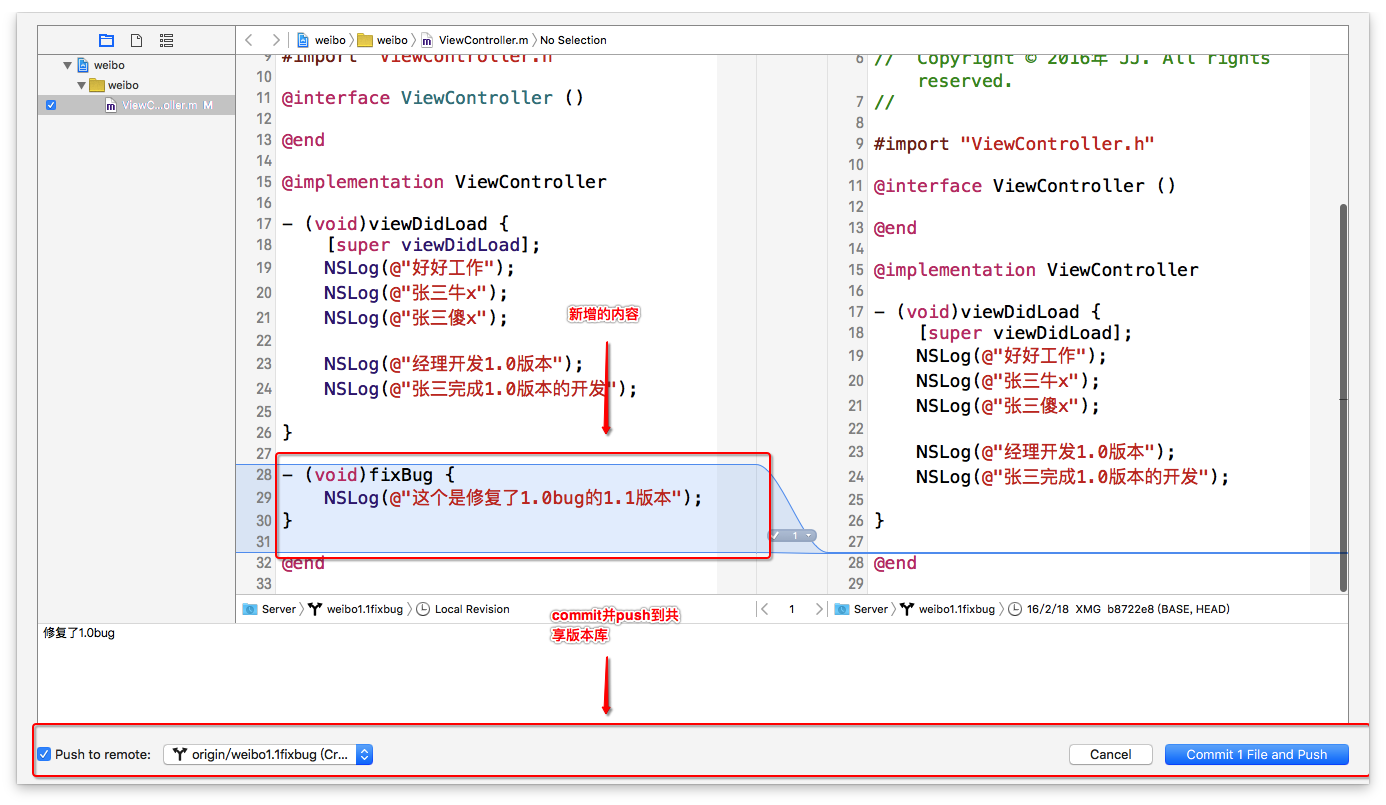 weibo 〉 weibo 〉 ViewController.m 〉 No Selection
weibo
weibo
ViewC...oller.m M
9 #import "ViewController.h"
10
11 @interface ViewController ()
12
13 @end
14
15 @implementation ViewController
16
17 - (void)viewDidLoad {
18 [super viewDidLoad];
19 NSLog(@"好好工作");
20 NSLog(@"张三牛x");
21 NSLog(@"张三傻x");
22
23 NSLog(@"经理开发1.0版本");
24 NSLog(@"张三完成1.0版本的开发");
25
26 }
27
28 - (void)fixBug {
29 NSLog(@"这个是修复了1.0bug的1.1版本");
30 }
31
32 @end
33
新增的内容
✓ 1
6 // Copyright © 2016年 JJ. All rights
reserved.
7 //
8
9 #import "ViewController.h"
10
11 @interface ViewController ()
12
13 @end
14
15 @implementation ViewController
16
17 - (void)viewDidLoad {
18 [super viewDidLoad];
19 NSLog(@"好好工作");
20 NSLog(@"张三牛x");
21 NSLog(@"张三傻x");
22
23 NSLog(@"经理开发1.0版本");
24 NSLog(@"张三完成1.0版本的开发");
25
26 }
27
28 @end
29
Server 〉 weibo1.1fixbug 〉 Local Revision
1
Server 〉 weibo1.1fixbug 〉 16/2/18 XMG b8722e8 (BASE, HEAD)
commit并push到共
享版本库
修复了1.0bug
Push to remote: origin/weibo1.1fixbug (Cr...
Cancel
Commit 1 File and Push